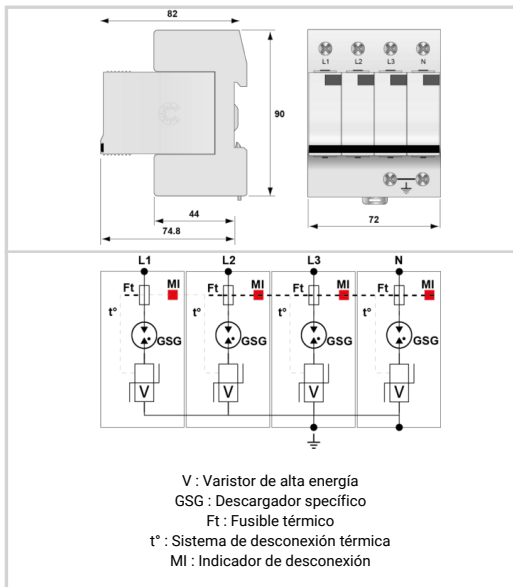 82
L1 L2 L3 N
90
44
74.8
72
L1 L2 L3 N
Ft MI Ft MI Ft MI Ft MI
t° t° t° t°
GSG GSG GSG GSG
V V V V
V : Varistor de alta energía
GSG : Descargador specífico
Ft : Fusible térmico
t° : Sistema de desconexión térmica
MI : Indicador de desconexión